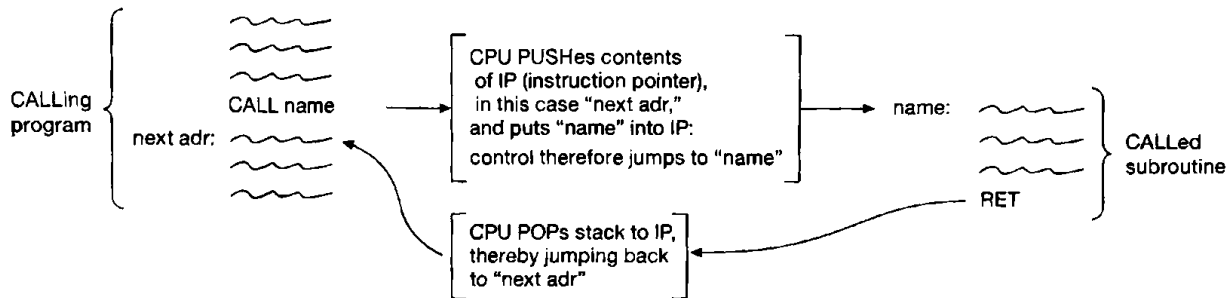 CALLing
program
CALL name
next adr:
CPU PUSHes contents
of IP (instruction pointer),
in this case “next adr,”
and puts “name” into IP:
control therefore jumps to “name”
name:
RET
CALLed
subroutine
CPU POPs stack to IP,
thereby jumping back
to “next adr”